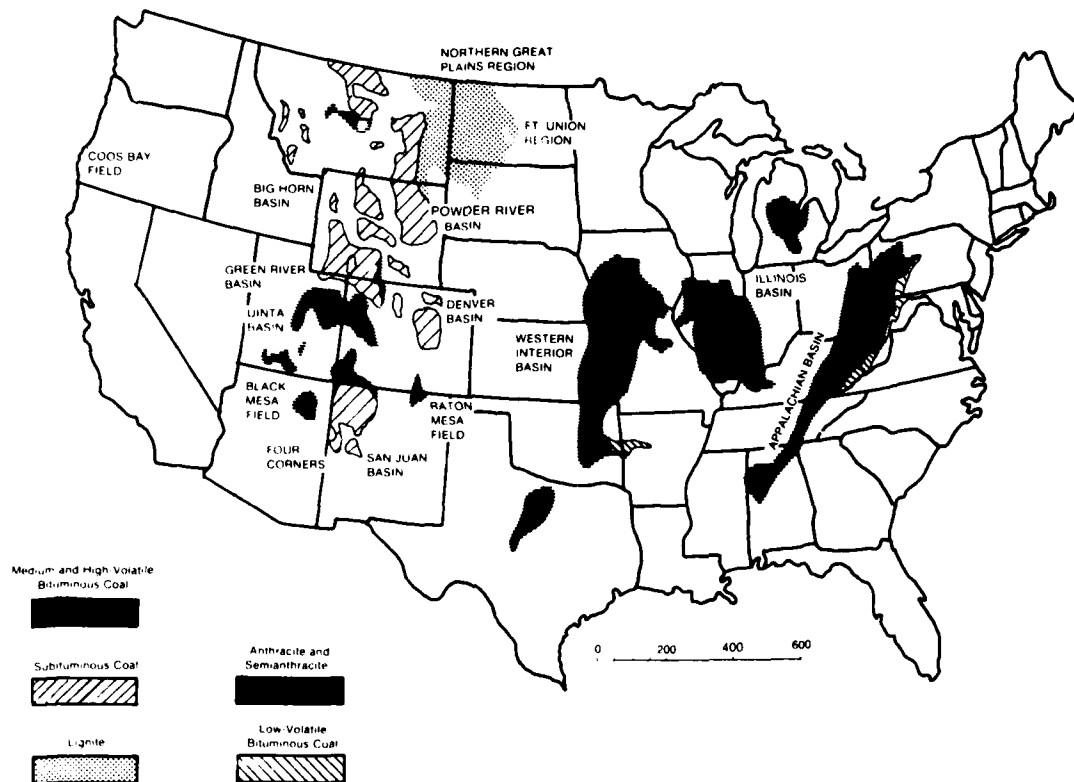 NORTHERN GREAT
PLAINS REGION
FT. UNION
REGION
COOS BAY
FIELD
BIG HORN
BASIN
POWDER RIVER
BASIN
GREEN RIVER
BASIN
UINTA
BASIN
DENVER
BASIN
ILLINOIS
BASIN
WESTERN
INTERIOR
BASIN
APPALACHIAN BASIN
BLACK
MESA
FIELD
RATON
MESA
FIELD
FOUR
CORNERS
SAN JUAN
BASIN
Medium and High-Volatile
Bituminous Coal
Subituminous Coal
Lignite
Anthracite and
Semianthracite
Low-Volatile
Bituminous Coal
0 200 400 600